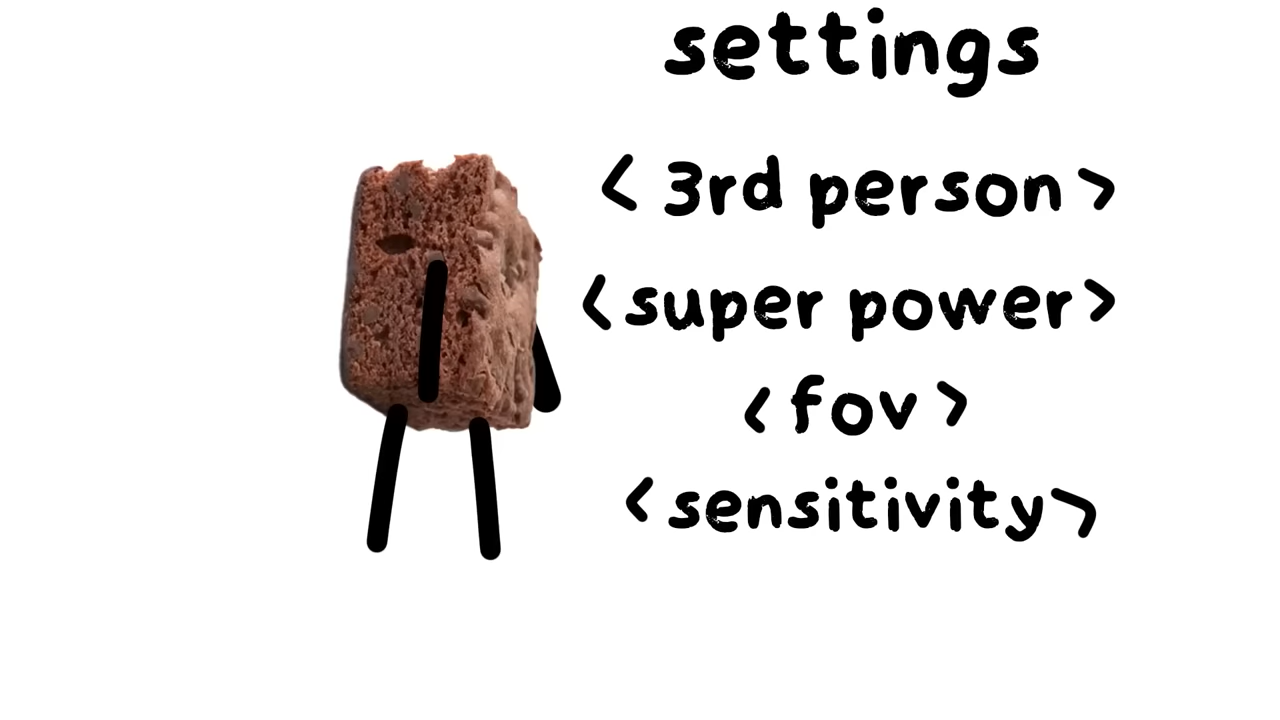 settings
< 3rd person >
< super power >
< fov >
< sensitivity >